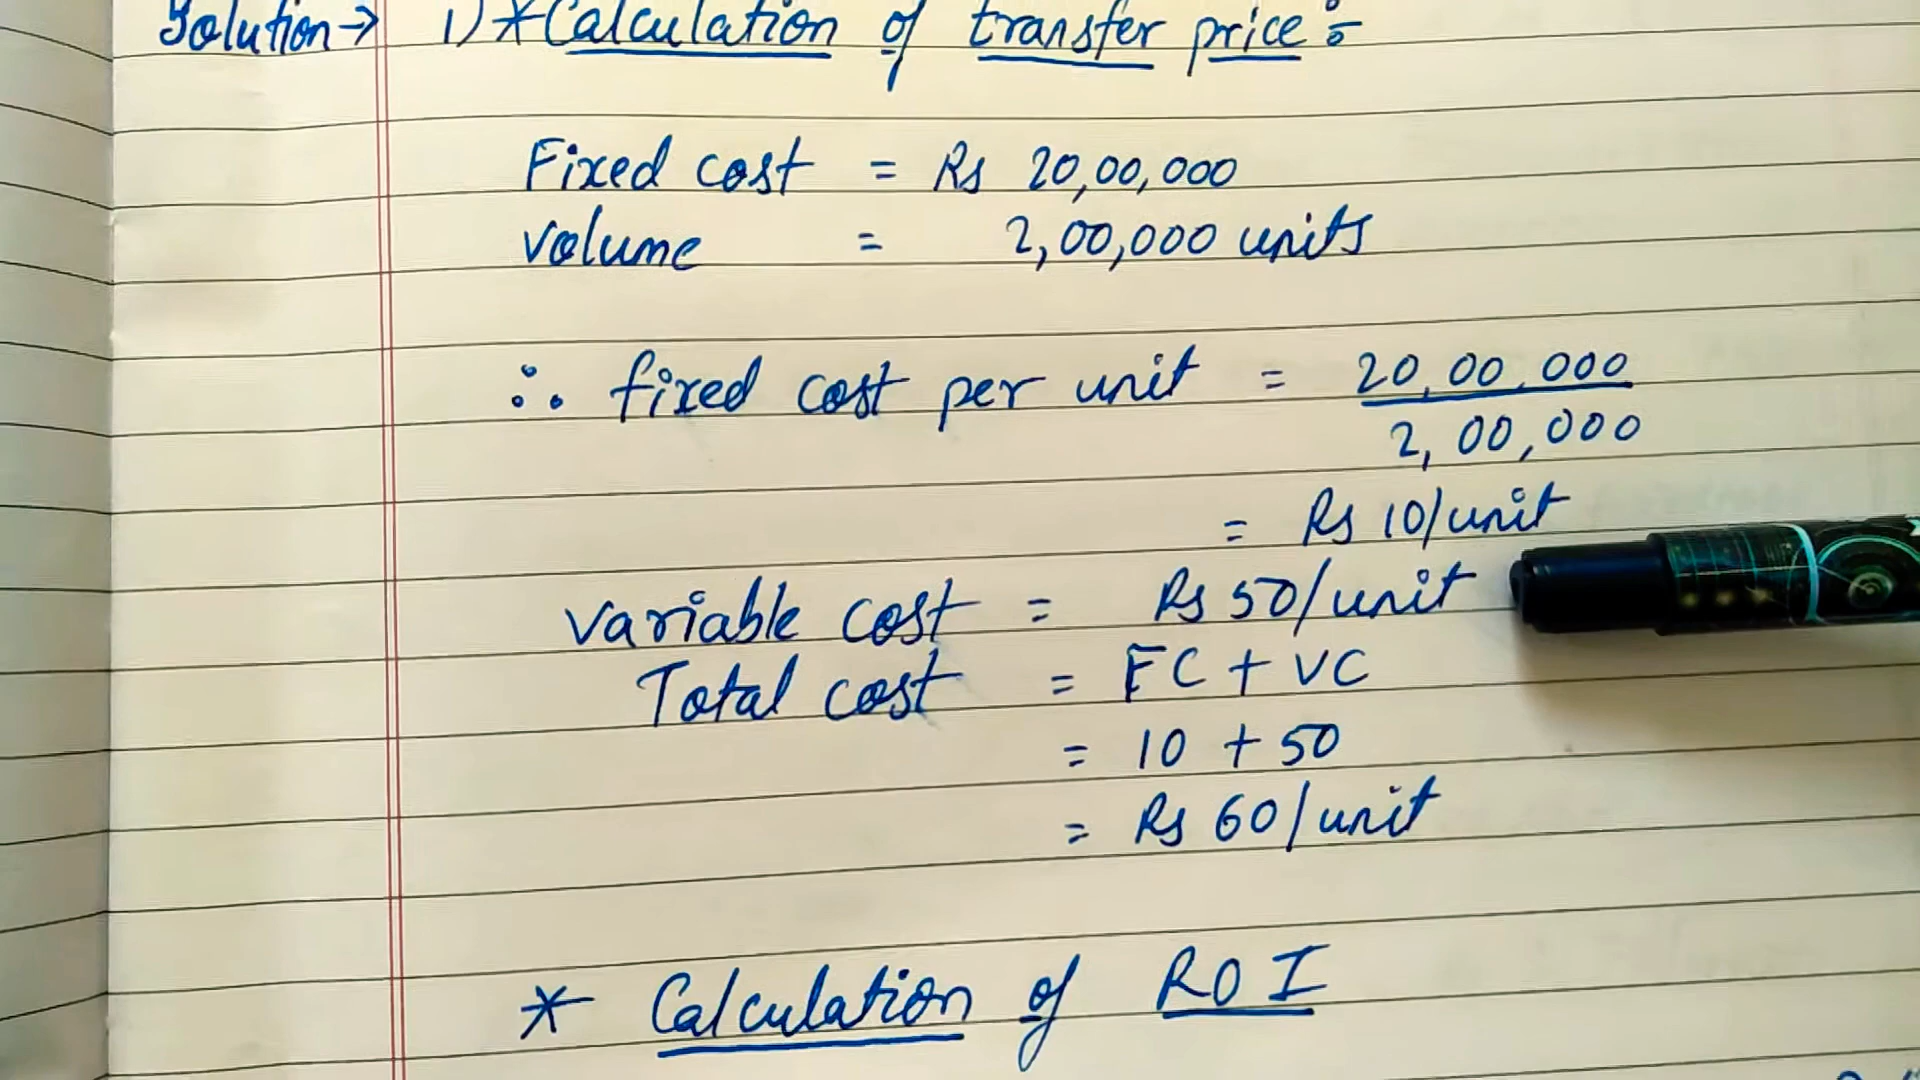 Solution → 1) * Calculation of transfer price :-
Fixed cost = Rs 20,00,000
volume = 2,00,000 units
∴ fixed cost per unit = 20,00,000
2,00,000
= Rs 10/unit
variable cost = Rs 50/unit
Total cost = FC + VC
= 10 + 50
= Rs 60/unit
* Calculation of ROI